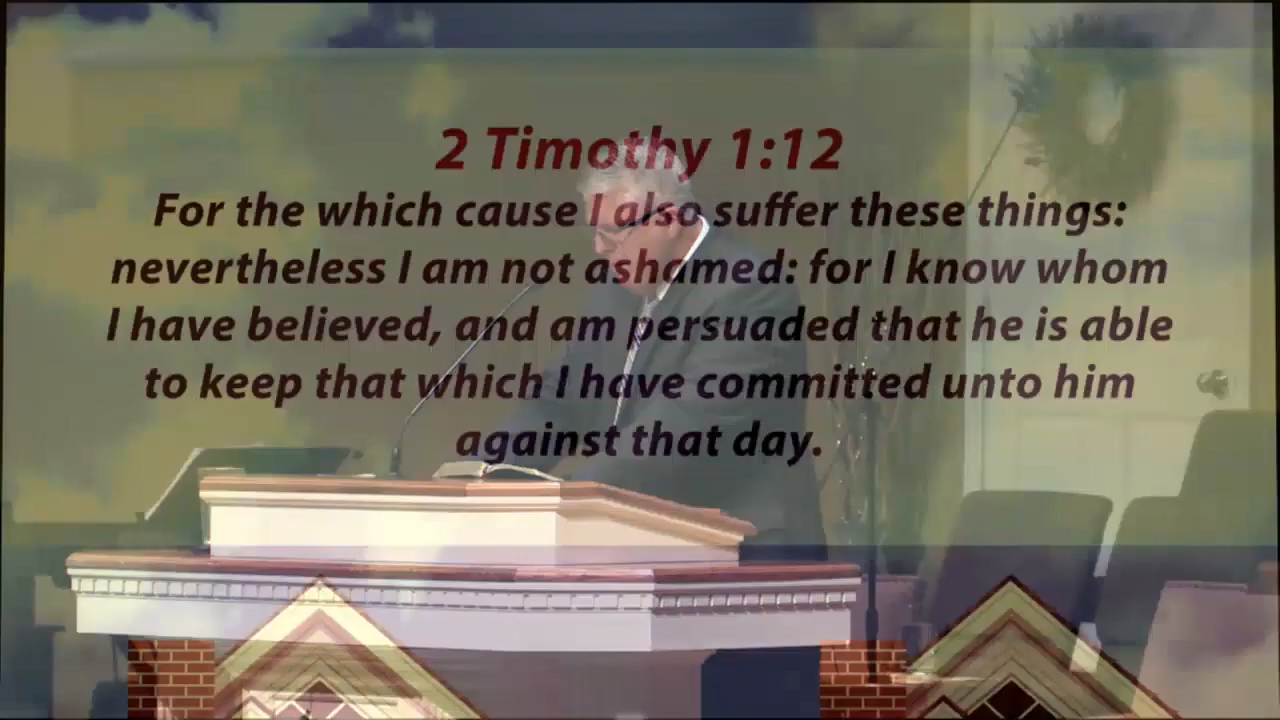 2 Timothy 1:12
For the which cause I also suffer these things:
nevertheless I am not ashamed: for I know whom
I have believed, and am persuaded that he is able
to keep that which I have committed unto him
against that day.